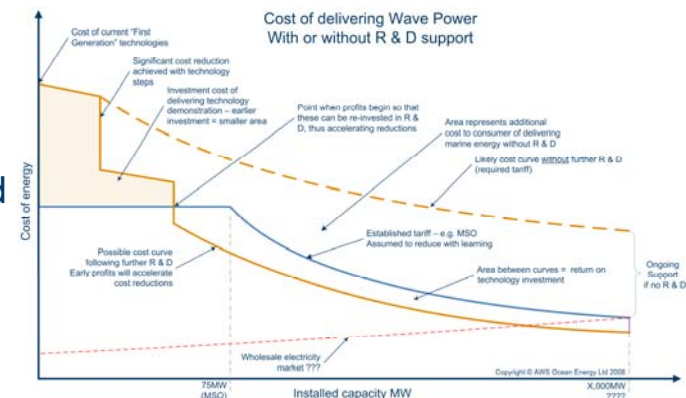 Cost of delivering Wave Power
With or without R & D support
Cost of current "First
Generation" technologies
Significant cost reduction
achieved with technology
steps
Investment cost of
delivering technology
demonstration – earlier
investment = smaller area
Point when profits begin so that
these can be re-invested in R &
D, thus accelerating reductions
Area represents additional
cost to consumer of delivering
marine energy without R & D
Likely cost curve without further R & D
(required tariff)
Cost of energy
Established tariff – e.g. MSO
Assumed to reduce with learning
Possible cost curve
following further R & D
Early profits will accelerate
cost reductions
Area between curves = return on
technology investment
Ongoing
Support
if no R & D
Wholesale electricity
market ???
Copyright © AWS Ocean Energy Ltd 2008
75MW
(MSO)
Installed capacity MW
X,000MW
????